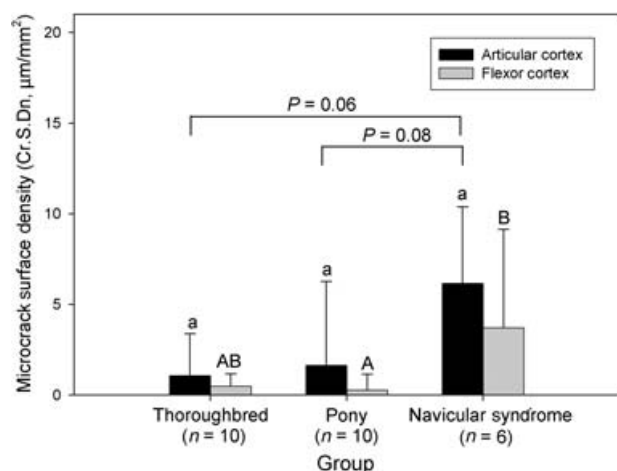 Microcrack surface density (Cr.S.Dn, µm/mm²)
20
15
10
5
0
Articular cortex
Flexor cortex
P = 0.06
P = 0.08
a
AB
a
A
a
B
Thoroughbred Pony Navicular syndrome
(n = 10) (n = 10) (n = 6)
Group